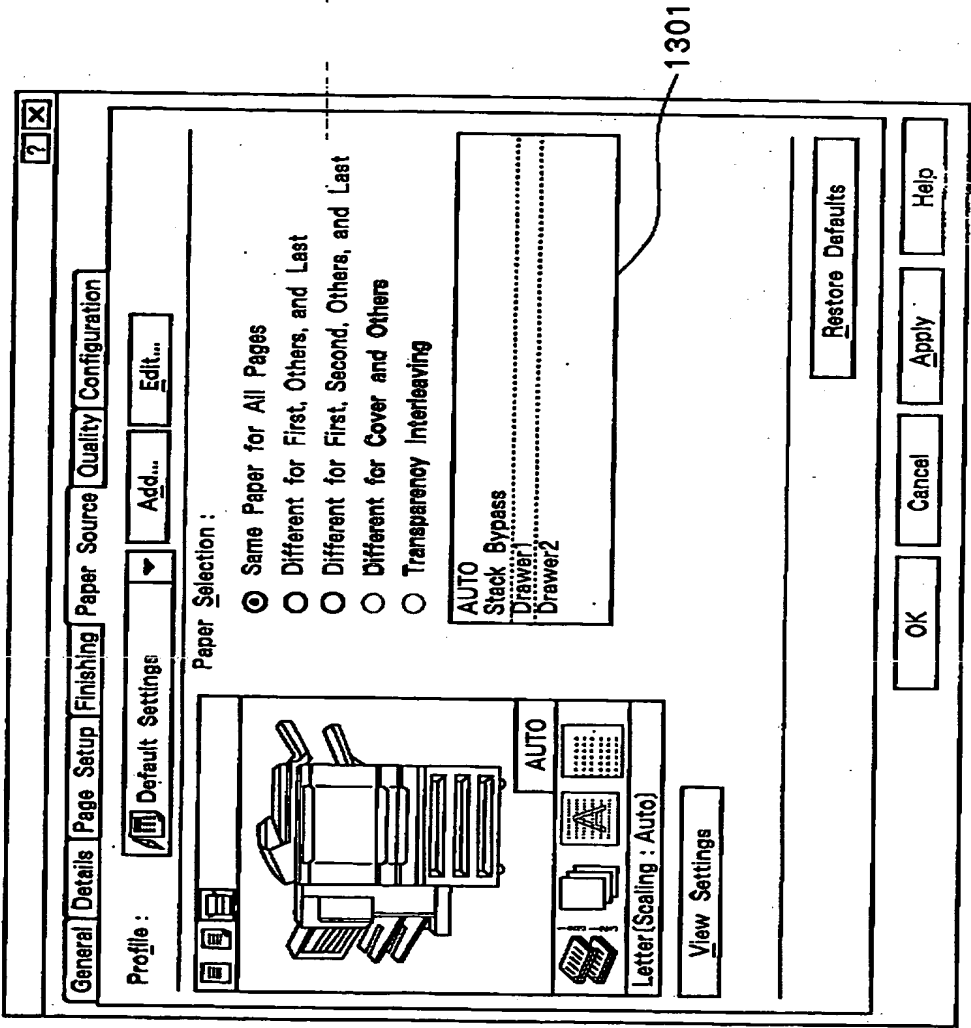 ? X
General Details Page Setup Finishing Paper Source Quality Configuration
Profile : Default Settings Add... Edit...
Paper Selection :
Same Paper for All Pages
Different for First, Others, and Last
Different for First, Second, Others, and Last
Different for Cover and Others
Transparency Interleaving
AUTO
Stack Bypass
Drawer1
Drawer2
1301
AUTO
A
Letter(Scaling : Auto)
View Settings
Restore Defaults
OK Cancel Apply Help